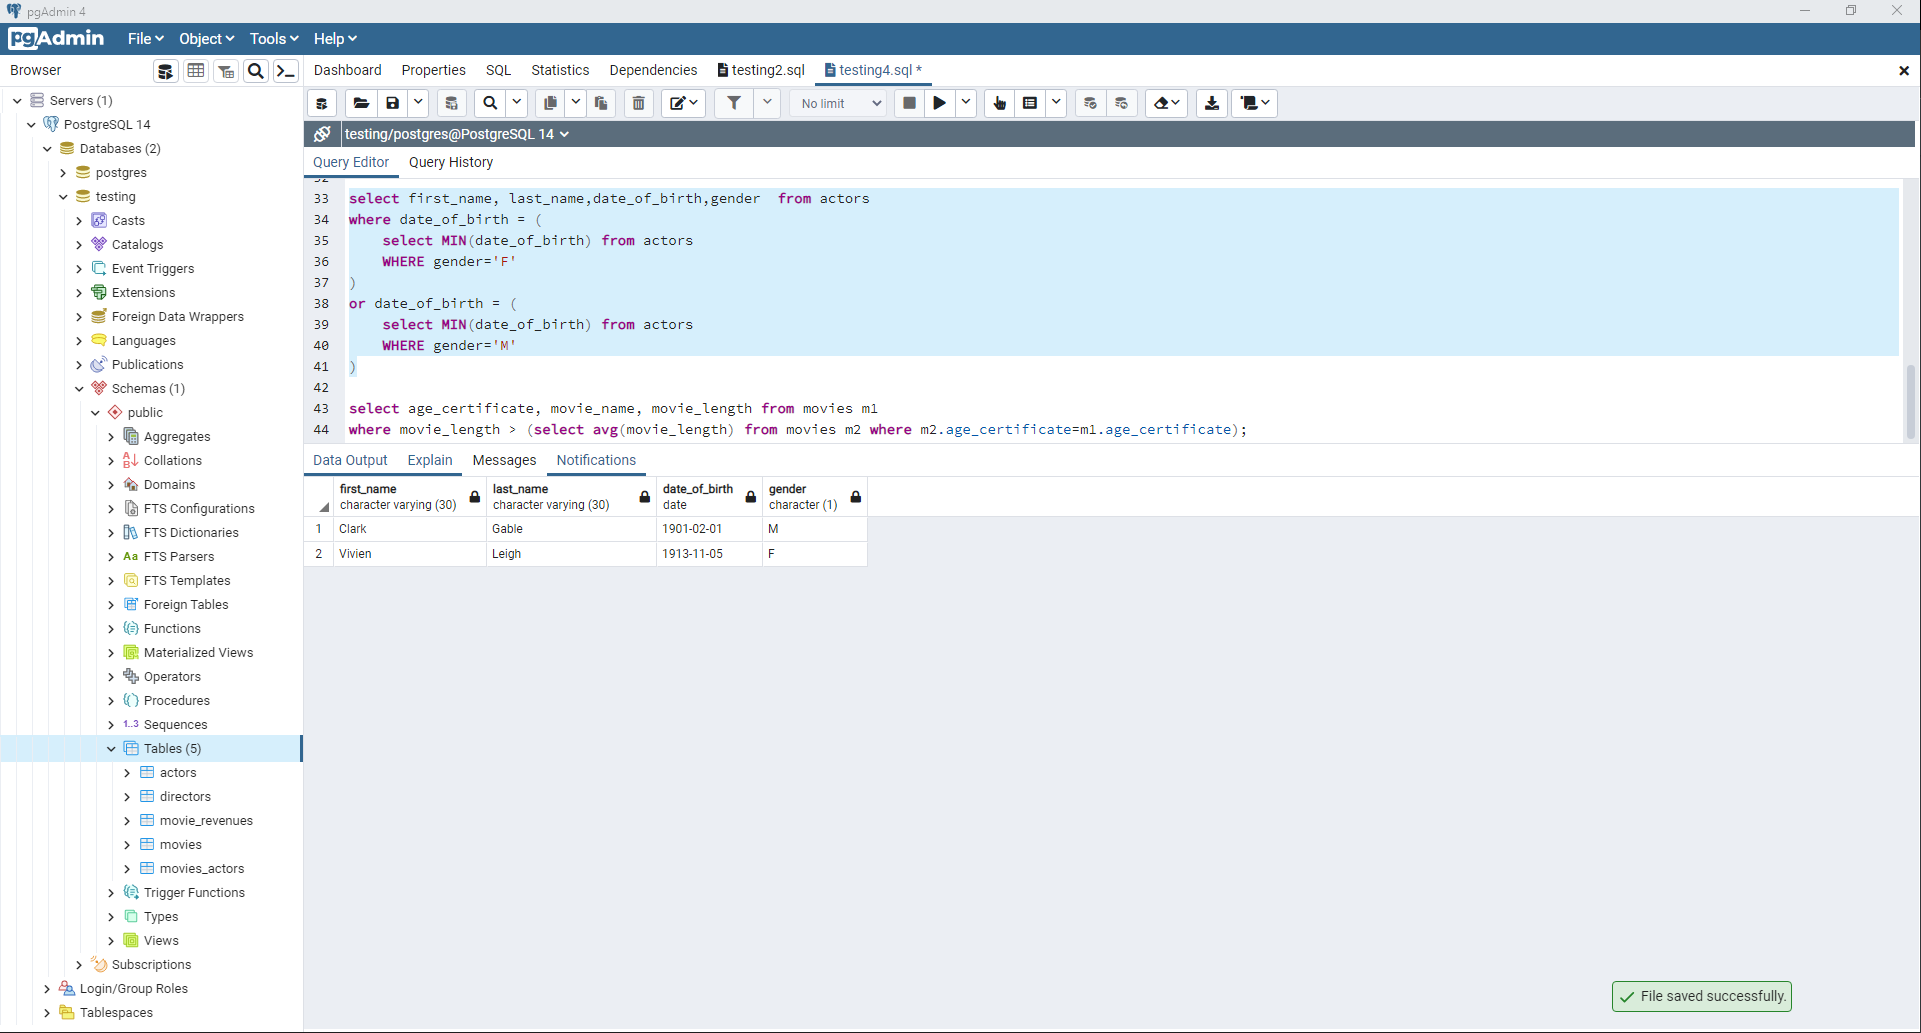 pgAdmin 4
pgAdmin File Object Tools Help
Browser
Dashboard Properties SQL Statistics Dependencies testing2.sql testing4.sql *
No limit
testing/postgres@PostgreSQL 14
Query Editor Query History
Servers (1)
PostgreSQL 14
Databases (2)
postgres
testing
Casts
Catalogs
Event Triggers
Extensions
Foreign Data Wrappers
Languages
Publications
Schemas (1)
public
Aggregates
Collations
Domains
FTS Configurations
FTS Dictionaries
Aa FTS Parsers
FTS Templates
Foreign Tables
Functions
Materialized Views
Operators
Procedures
1..3 Sequences
Tables (5)
actors
directors
movie_revenues
movies
movies_actors
Trigger Functions
Types
Views
Subscriptions
Login/Group Roles
Tablespaces
32
33 select first_name, last_name,date_of_birth,gender  from actors
34 where date_of_birth = (
35     select MIN(date_of_birth) from actors
36     WHERE gender='F'
37 )
38 or date_of_birth = (
39     select MIN(date_of_birth) from actors
40     WHERE gender='M'
41 )
42
43 select age_certificate, movie_name, movie_length from movies m1
44 where movie_length > (select avg(movie_length) from movies m2 where m2.age_certificate=m1.age_certificate);
Data Output Explain Messages Notifications
first_name last_name date_of_birth gender
character varying (30) character varying (30) date character (1)
1 Clark Gable 1901-02-01 M
2 Vivien Leigh 1913-11-05 F
File saved successfully.